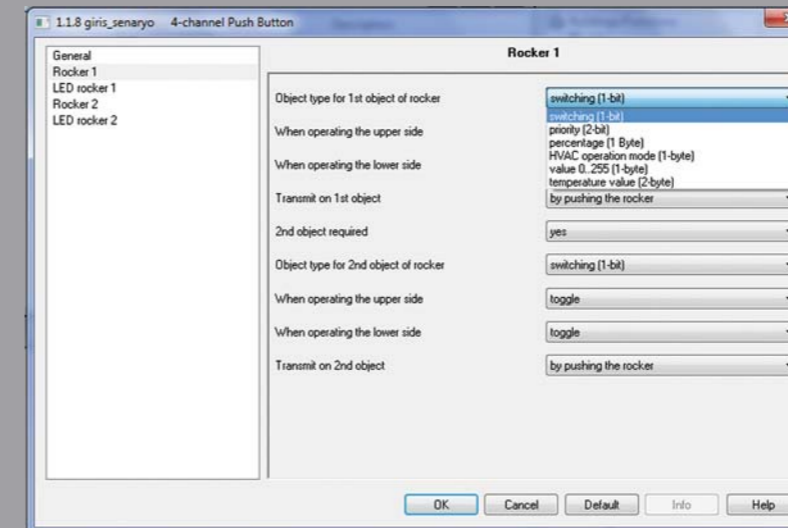 1.1.8 giris_senaryo 4-channel Push Button
General
Rocker 1
LED rocker 1
Rocker 2
LED rocker 2
Rocker 1
Object type for 1st object of rocker
switching (1-bit)
switching (1-bit)
priority (2-bit)
percentage (1 Byte)
HVAC operation mode (1-byte)
value 0..255 (1-byte)
temperature value (2-byte)
When operating the upper side
When operating the lower side
Transmit on 1st object
by pushing the rocker
2nd object required
yes
Object type for 2nd object of rocker
switching (1-bit)
When operating the upper side
toggle
When operating the lower side
toggle
Transmit on 2nd object
by pushing the rocker
OK Cancel Default Info Help